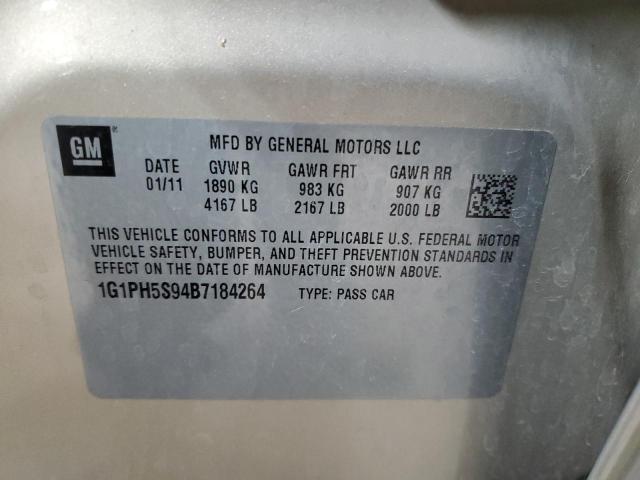 GM®
MFD BY GENERAL MOTORS LLC
DATE GVWR GAWR FRT GAWR RR
01/11 1890 KG 983 KG 907 KG
4167 LB 2167 LB 2000 LB
THIS VEHICLE CONFORMS TO ALL APPLICABLE U.S. FEDERAL MOTOR
VEHICLE SAFETY, BUMPER, AND THEFT PREVENTION STANDARDS IN
EFFECT ON THE DATE OF MANUFACTURE SHOWN ABOVE.
1G1PH5S94B7184264 TYPE: PASS CAR